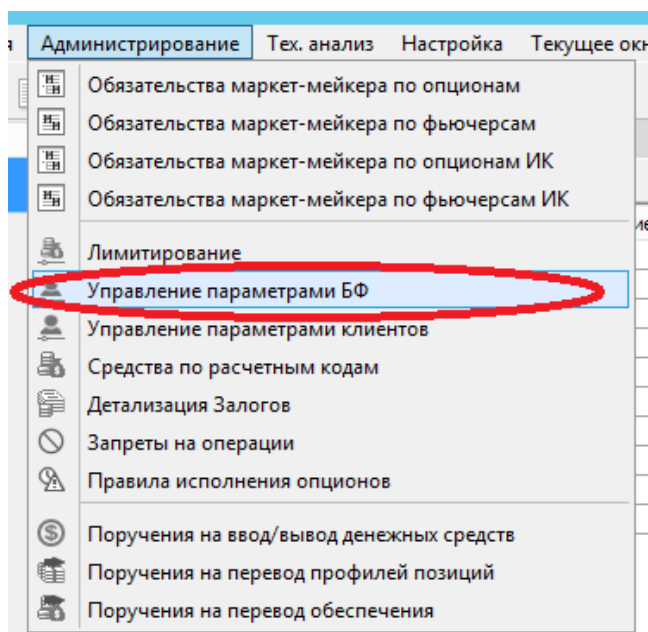 Администрирование Тех. анализ Настройка Текущее
Обязательства маркет-мейкера по опционам
Обязательства маркет-мейкера по фьючерсам
Обязательства маркет-мейкера по опционам ИК
Обязательства маркет-мейкера по фьючерсам ИК
Лимитирование
Управление параметрами БФ
Управление параметрами клиентов
Средства по расчетным кодам
Детализация Залогов
Запреты на операции
Правила исполнения опционов
Поручения на ввод/вывод денежных средств
Поручения на перевод профилей позиций
Поручения на перевод обеспечения